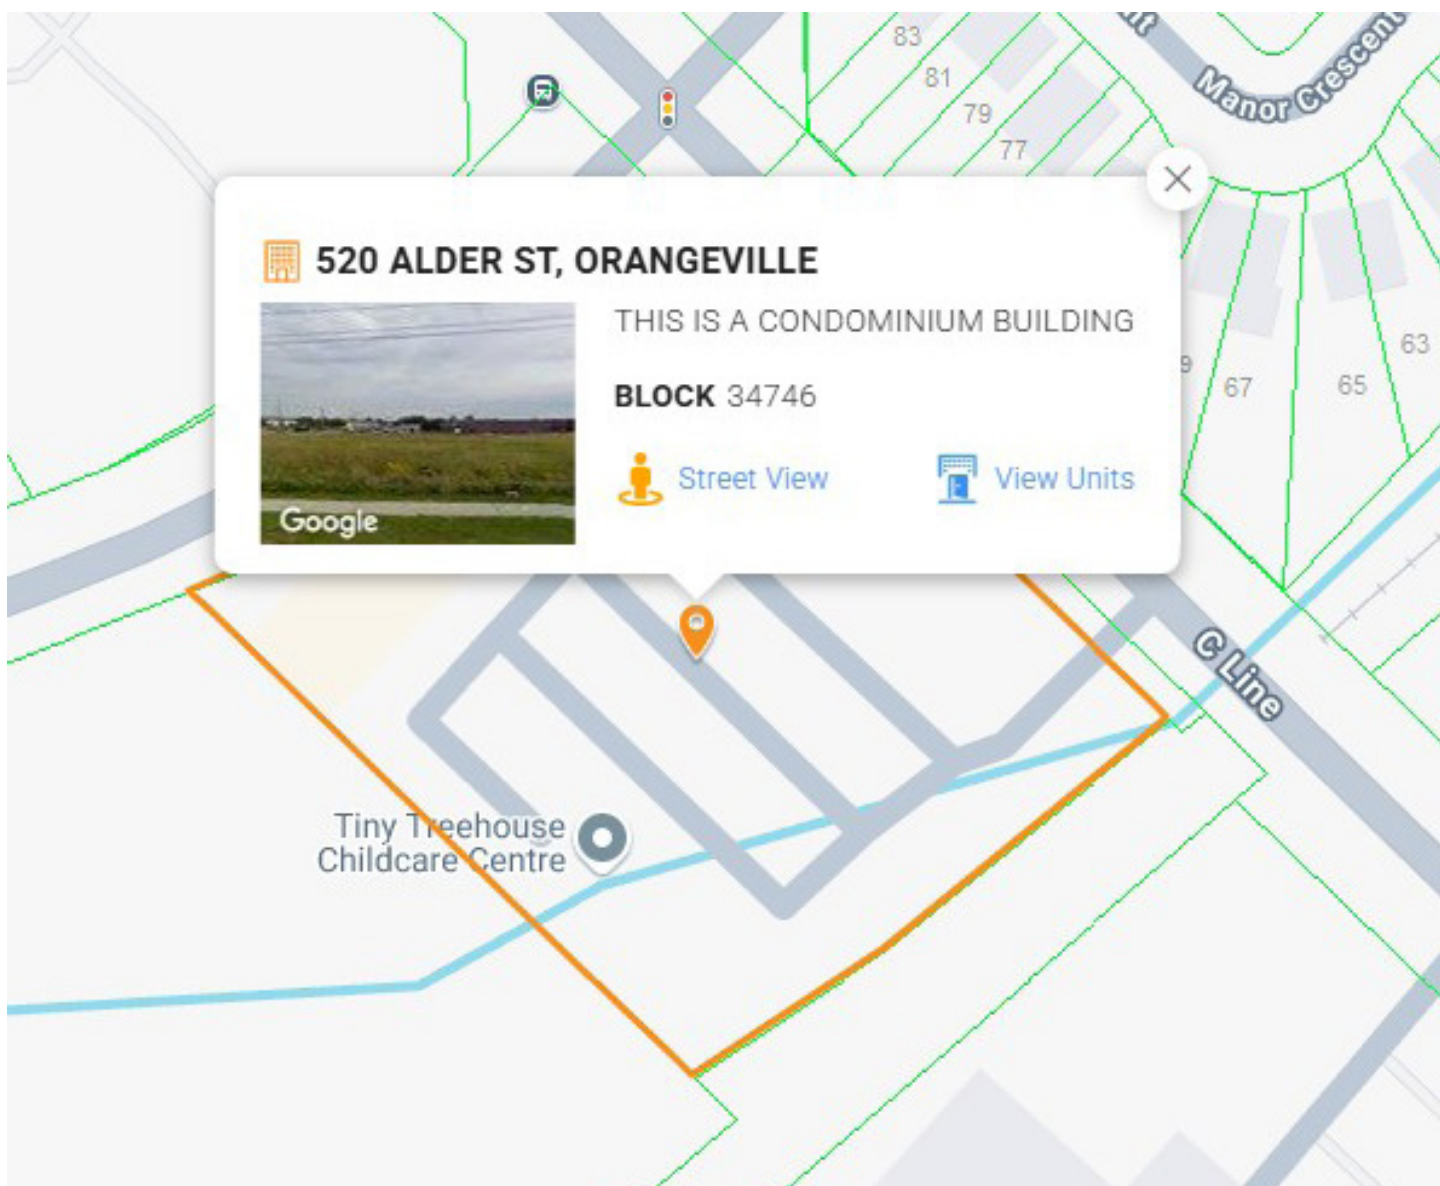 83
81
79
77
Manor Crescent
520 ALDER ST, ORANGEVILLE
THIS IS A CONDOMINIUM BUILDING
BLOCK 34746
Street View
View Units
Google
67
65
63
C Line
Tiny Treehouse
Childcare Centre